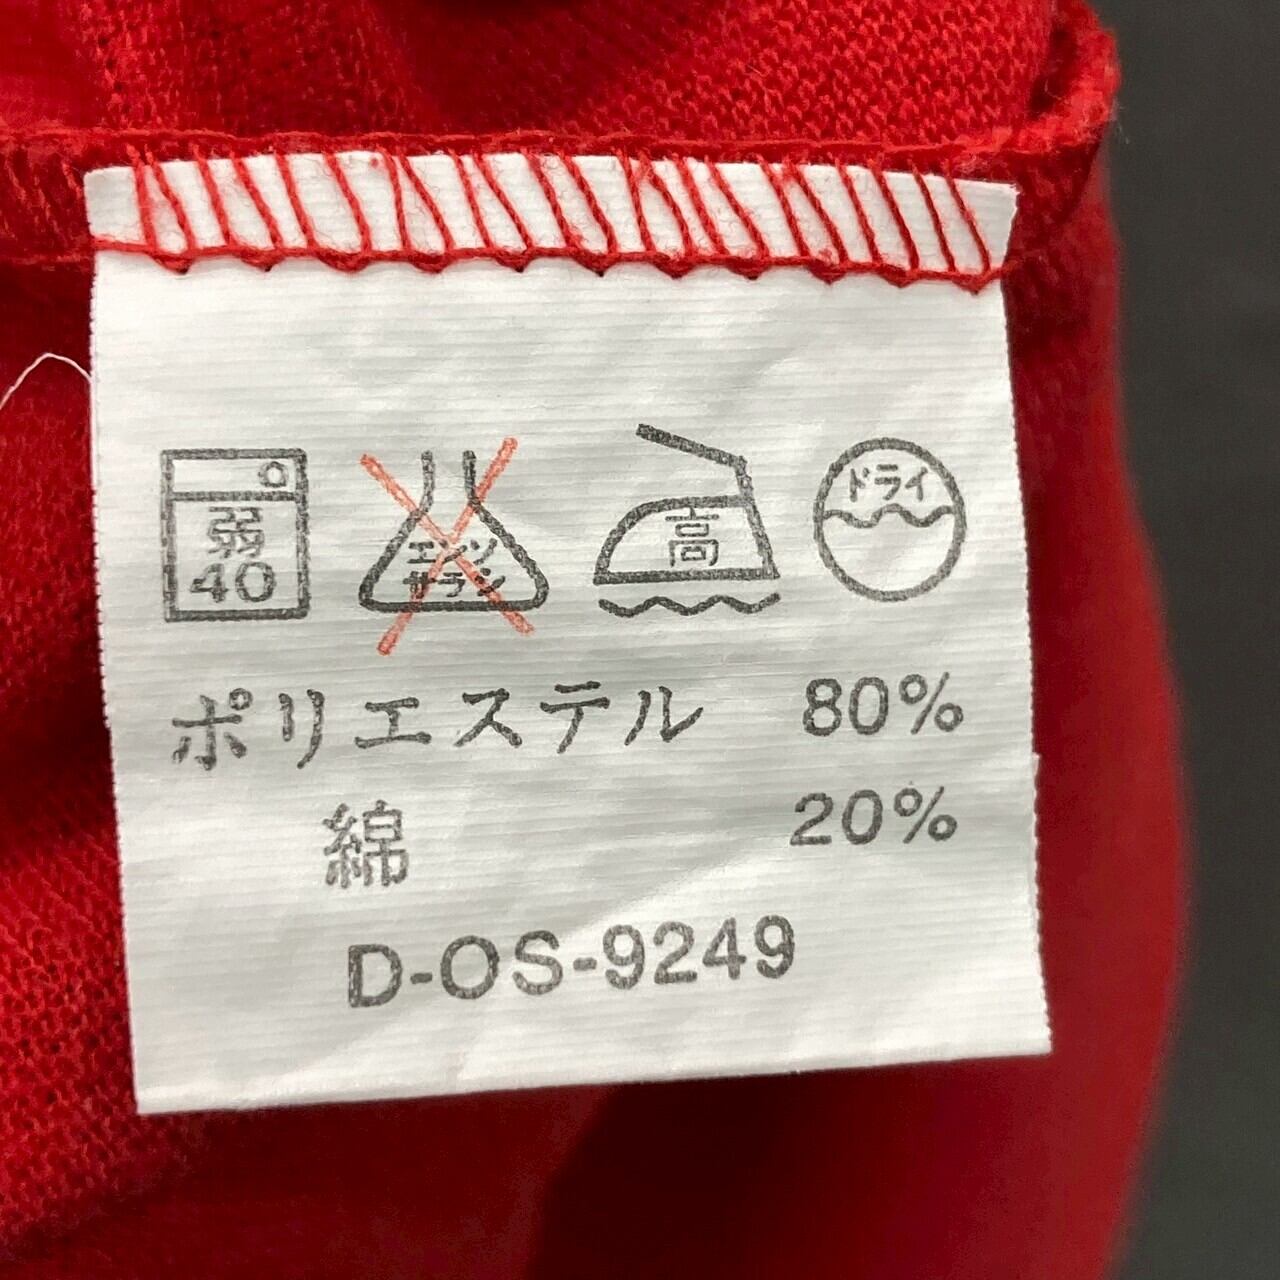 弱 40
エンソ サラシ
高
ドライ
ポリエステル 80%
綿 20%
D-OS-9249